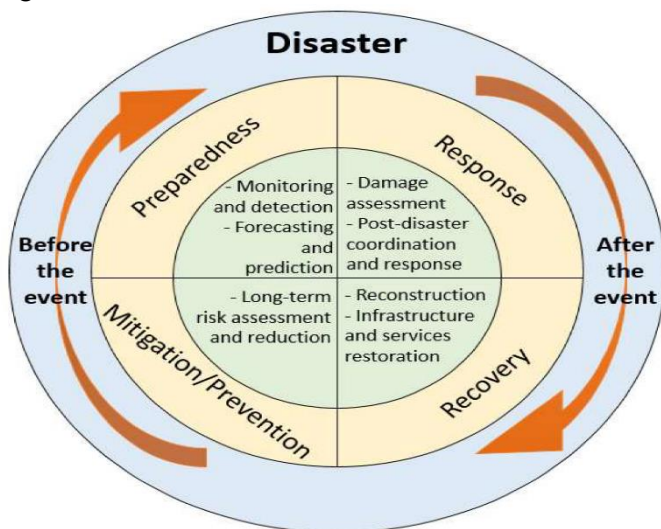 Disaster
Preparedness
Response
- Monitoring
and detection
- Forecasting
and
prediction
- Damage
assessment
- Post-disaster
coordination
and response
Before
the
event
After
the
event
- Long-term
risk assessment
and reduction
- Reconstruction
- Infrastructure
and services
restoration
Mitigation/Prevention
Recovery